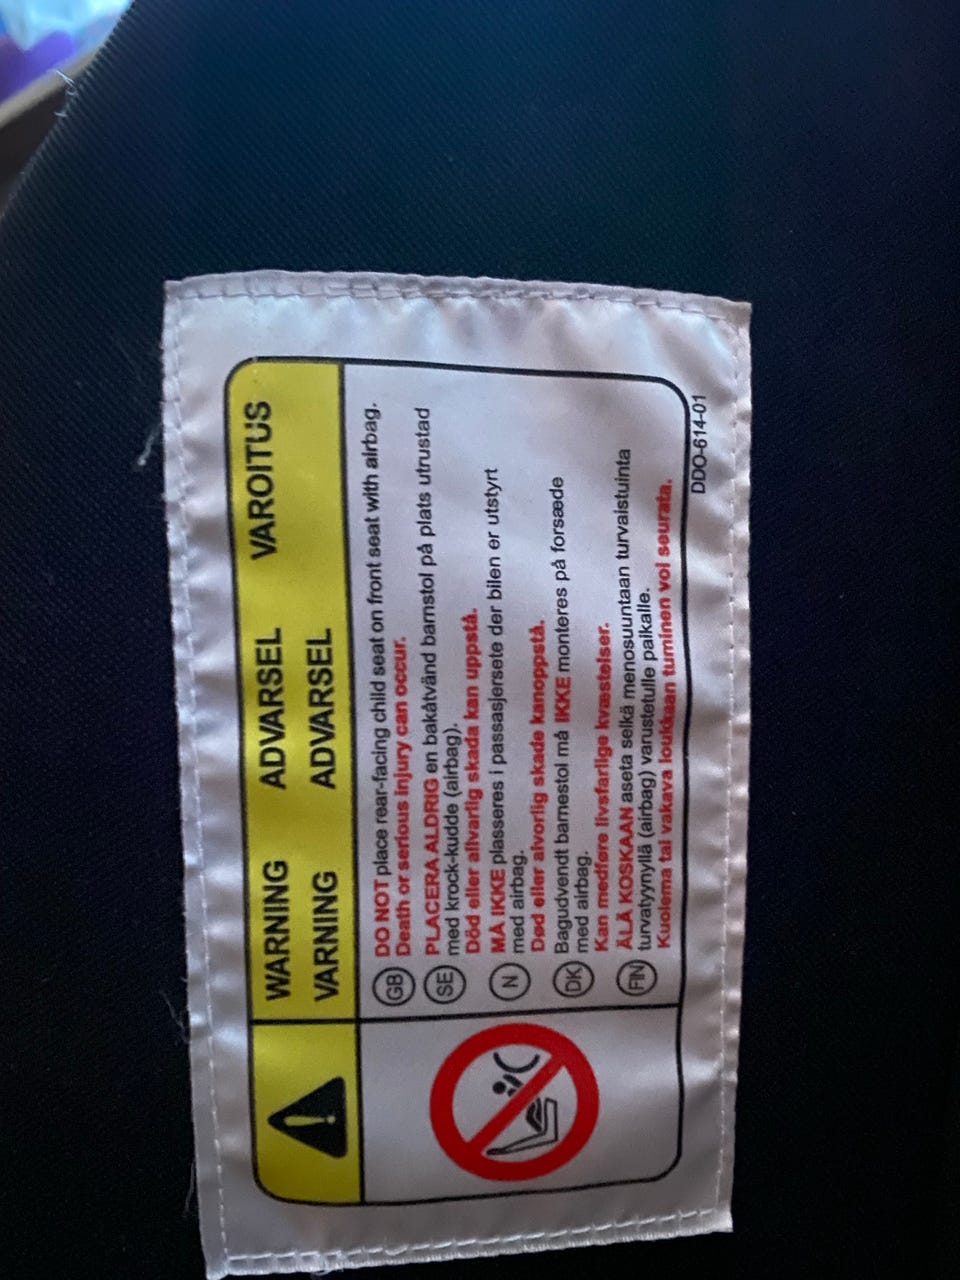 WARNING ADVARSEL VAROITUS
VARNING ADVARSEL
GB DO NOT place rear-facing child seat on front seat with airbag.
Death or serious injury can occur.
SE PLACERA ALDRIG en bakåtvänd barnstol på plats utrustad
med krock-kudde (airbag).
Död eller allvarlig skada kan uppstå.
N MÅ IKKE plasseres i passasjersete der bilen er utstyrt
med airbag.
Død eller alvorlig skade kanoppstå.
DK Bagudvendt barnestol må IKKE monteres på forsæde
med airbag.
Kan medføre livsfarlige kvæstelser.
FIN ÄLÄ KOSKAAN aseta selkä menosuuntaan turvaistuinta
turvatyynyllä (airbag) varustetulle paikalle.
Kuolema tai vakava loukkaan tuminen voi seurata.
DDO-614-01